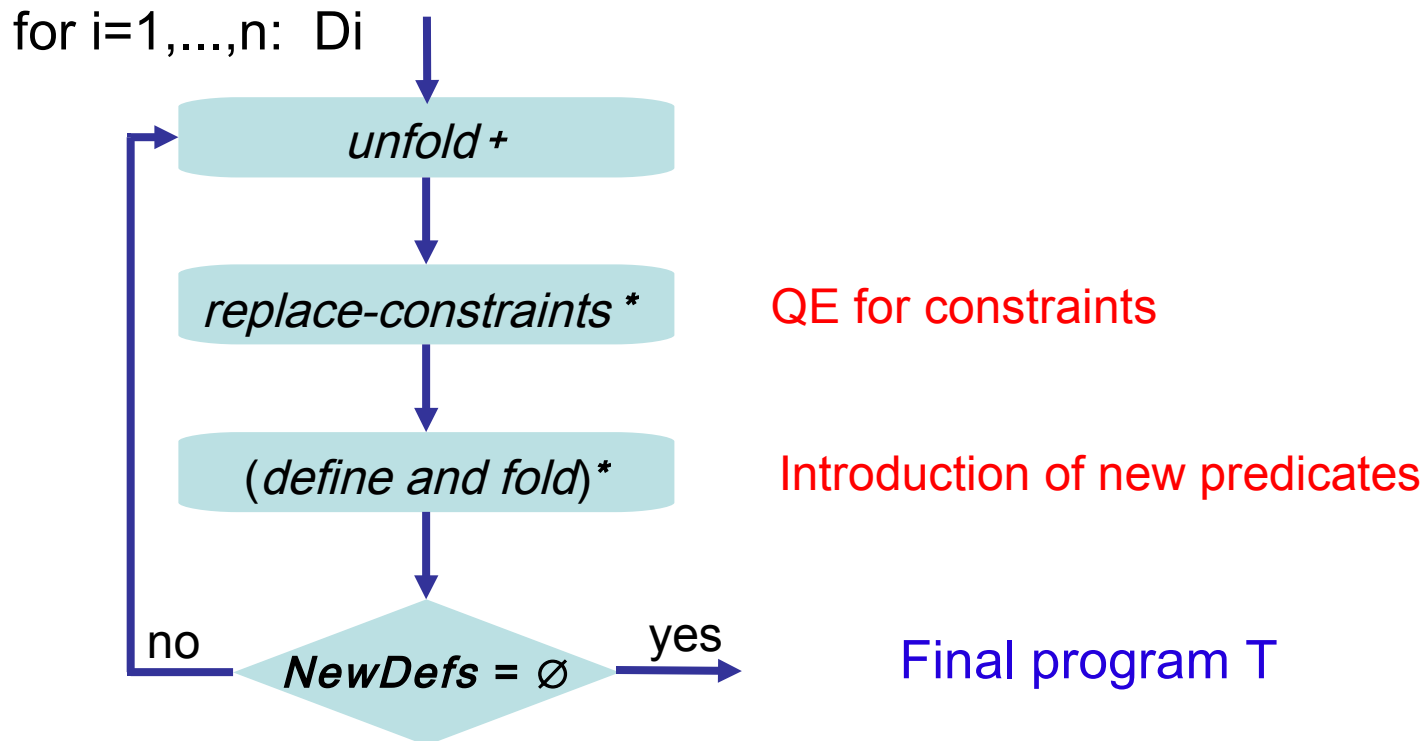 for i=1,...,n: Di
unfold +
replace-constraints *
QE for constraints
(define and fold)*
Introduction of new predicates
no
NewDefs = ∅
yes
Final program T